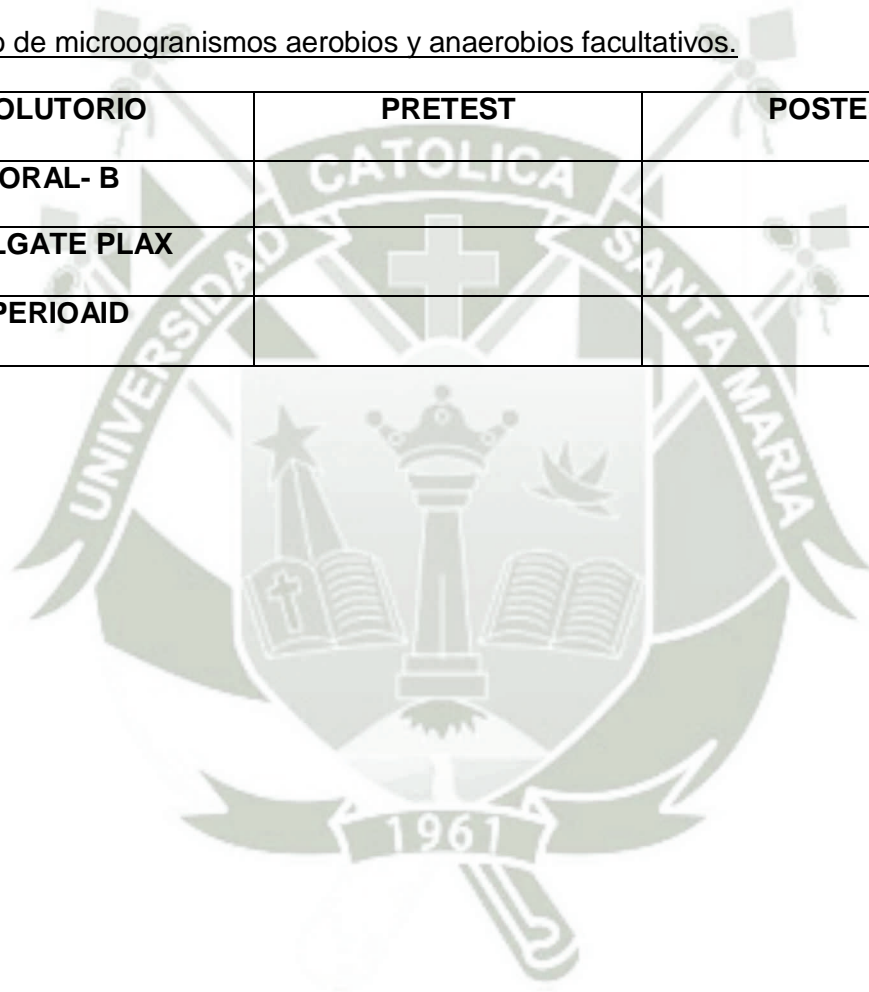 o de microogranismos aerobios y anaerobios facultativos.
OLUTORIO PRETEST POSTE
ORAL- B
LGATE PLAX
PERIOAID
UNIVERSIDAD CATOLICA SANTA MARIA
1961